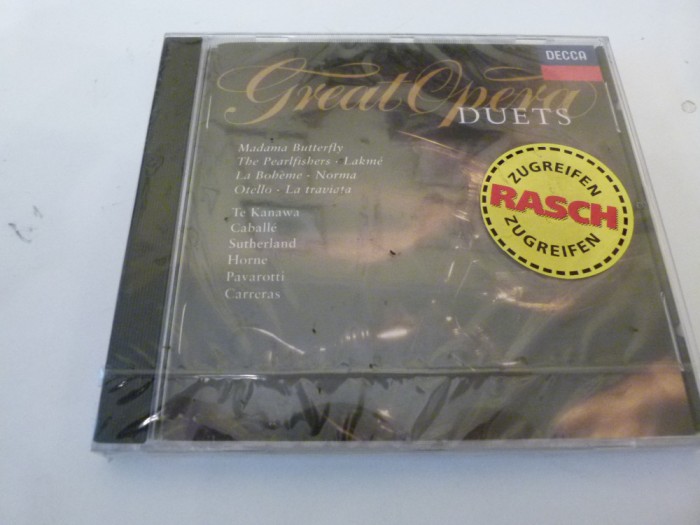 DECCA
Great Opera
DUETS
Madama Butterfly
The Pearlfishers · Lakmé
La Bohème · Norma
Otello · La traviata
Te Kanawa
Caballé
Sutherland
Horne
Pavarotti
Carreras
ZUGREIFEN
RASCH
ZUGREIFEN